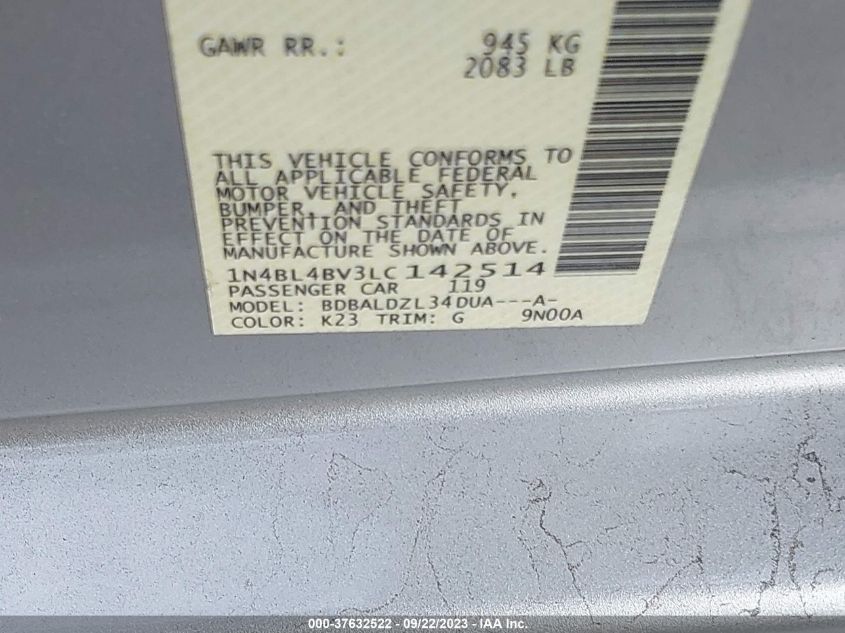 GAWR RR.: 945 KG
2083 LB
THIS VEHICLE CONFORMS TO
ALL APPLICABLE FEDERAL
MOTOR VEHICLE SAFETY,
BUMPER, AND THEFT
PREVENTION STANDARDS IN
EFFECT ON THE DATE OF
MANUFACTURE SHOWN ABOVE.
1N4BL4BV3LC142514
PASSENGER CAR 119
MODEL: BDBALDZL34DUA---A-
COLOR: K23 TRIM: G 9N00A
000-37632522 - 09/22/2023 - IAA Inc.